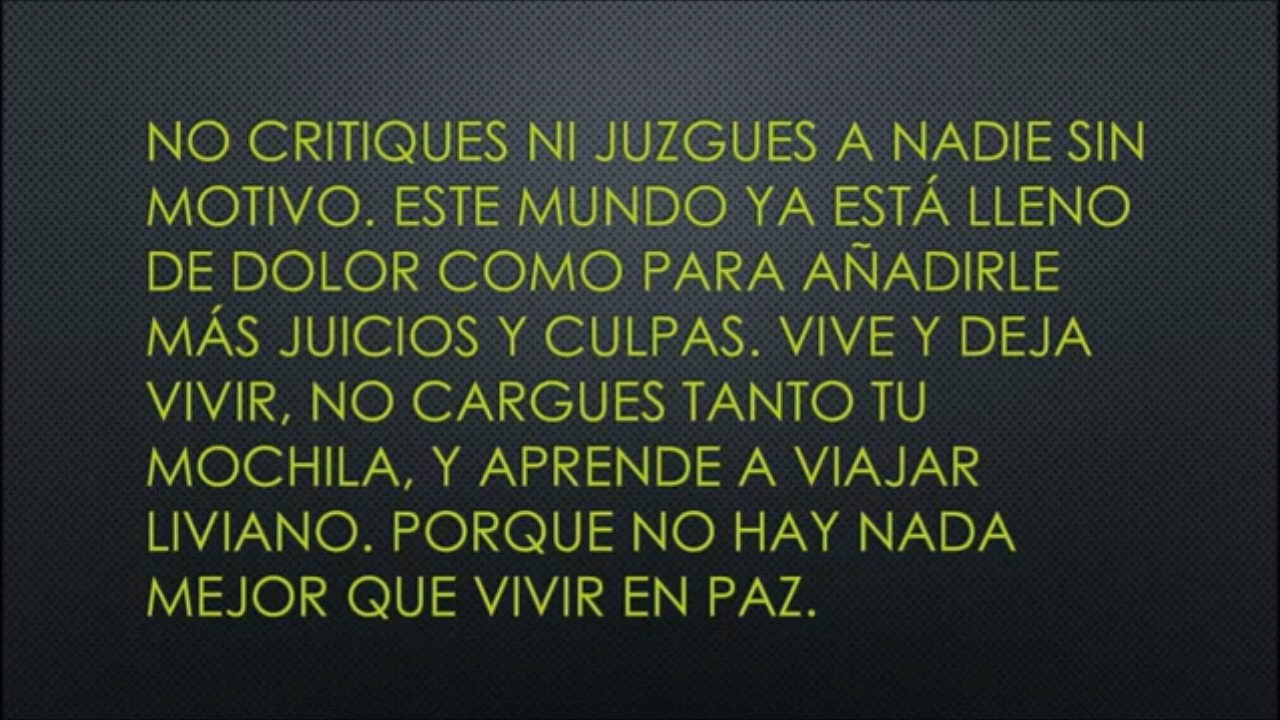 NO CRITIQUES NI JUZGUES A NADIE SIN
MOTIVO. ESTE MUNDO YA ESTÁ LLENO
DE DOLOR COMO PARA AÑADIRLE
MÁS JUICIOS Y CULPAS. VIVE Y DEJA
VIVIR, NO CARGUES TANTO TU
MOCHILA, Y APRENDE A VIAJAR
LIVIANO. PORQUE NO HAY NADA
MEJOR QUE VIVIR EN PAZ.